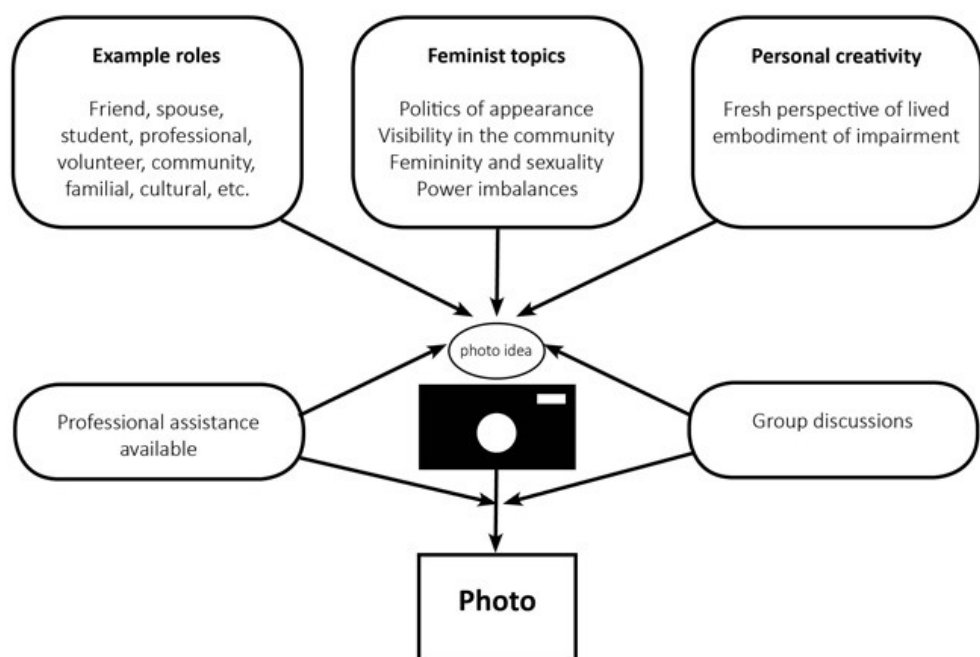 Example roles
Friend, spouse,
student, professional,
volunteer, community,
familial, cultural, etc.
Feminist topics
Politics of appearance
Visibility in the community
Femininity and sexuality
Power imbalances
Personal creativity
Fresh perspective of lived
embodiment of impairment
photo idea
Professional assistance
available
Group discussions
Photo